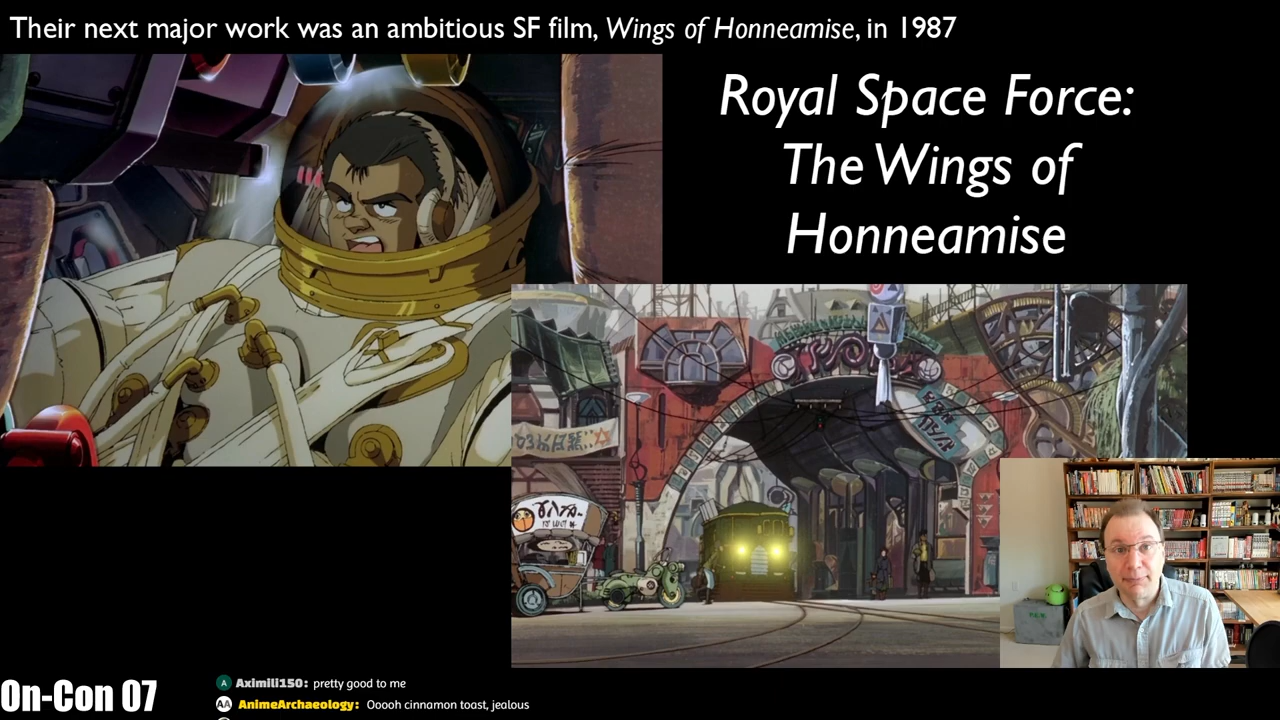 Their next major work was an ambitious SF film, Wings of Honneamise, in 1987
Royal Space Force:
The Wings of
Honneamise
On-Con 07
A Aximili150: pretty good to me
AA AnimeArchaeology: Ooooh cinnamon toast, jealous